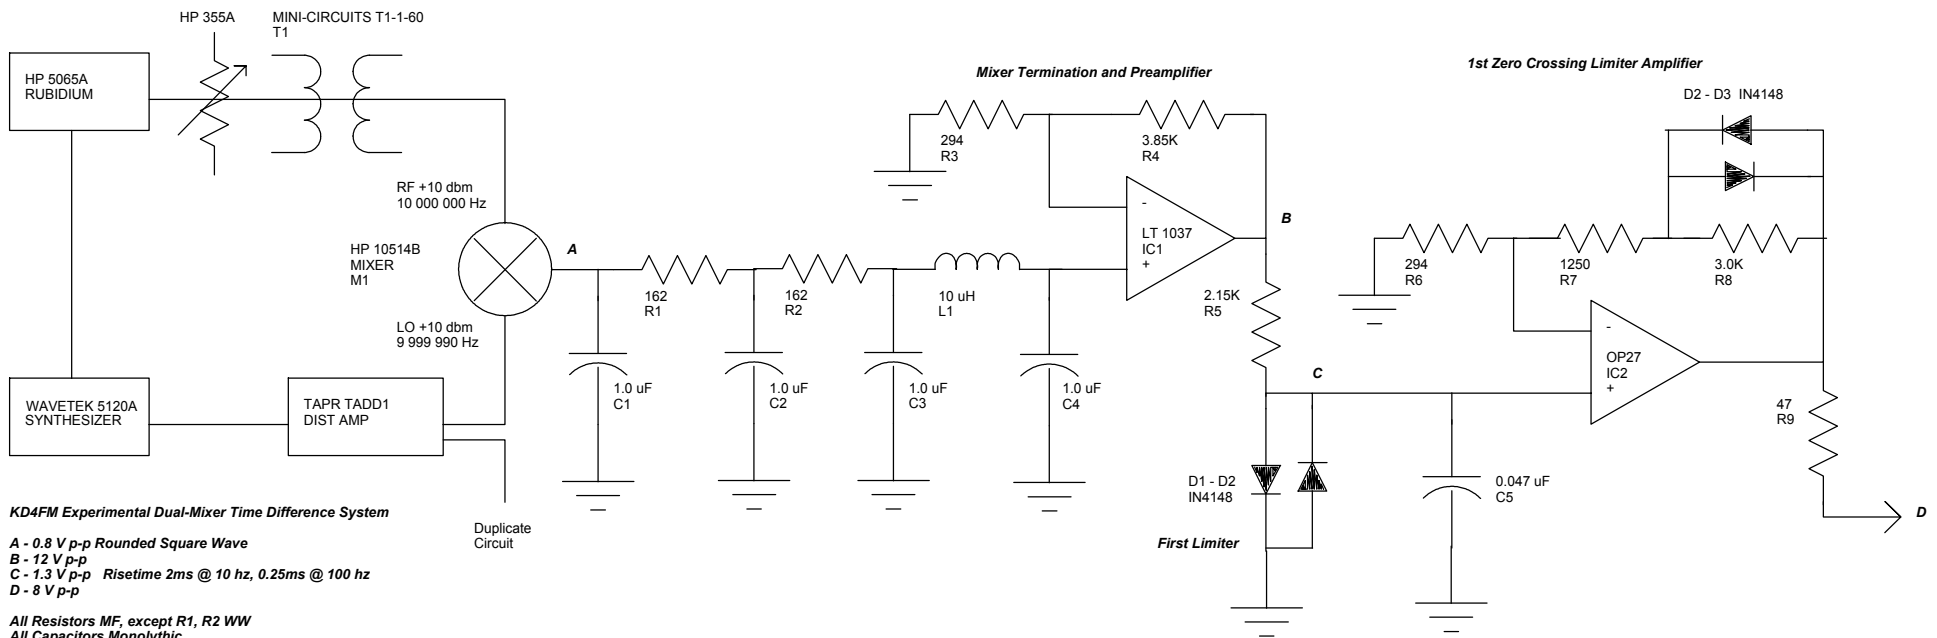 HP 355A
MINI-CIRCUITS T1-1-60
T1
HP 5065A
RUBIDIUM
Mixer Termination and Preamplifier
1st Zero Crossing Limiter Amplifier
D2 - D3 IN4148
294
R3
3.85K
R4
RF +10 dbm
10 000 000 Hz
HP 10514B
MIXER
M1
A
LO +10 dbm
9 999 990 Hz
162
R1
162
R2
10 uH
L1
-
LT 1037
IC1
+
B
2.15K
R5
294
R6
1250
R7
3.0K
R8
-
OP27
IC2
+
C
47
R9
1.0 uF
C1
1.0 uF
C2
1.0 uF
C3
1.0 uF
C4
WAVETEK 5120A
SYNTHESIZER
TAPR TADD1
DIST AMP
D1 - D2
IN4148
0.047 uF
C5
D
First Limiter
Duplicate
Circuit
KD4FM Experimental Dual-Mixer Time Difference System
A - 0.8 V p-p Rounded Square Wave
B - 12 V p-p
C - 1.3 V p-p Risetime 2ms @ 10 hz, 0.25ms @ 100 hz
D - 8 V p-p
All Resistors MF, except R1, R2 WW
All Capacitors Monolythic